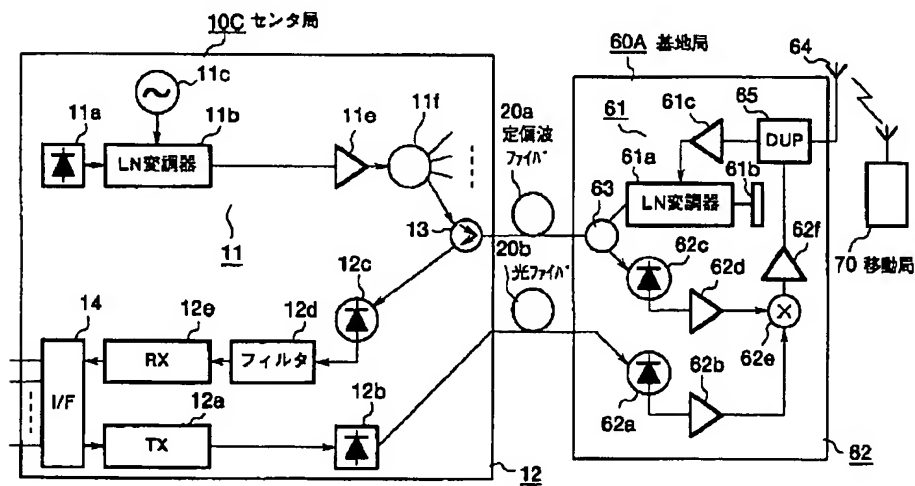 10C センタ局
11c
11a
11b
LN変調器
11e
11f
11
13
12c
14
12e
12d
RX
フィルタ
I/F
12a
12b
TX
12
20a
定偏波
ファイバ
20b
光ファイバ
60A 基地局
64
61
61c
65
DUP
61a
61b
LN変調器
63
62c
62d
62f
62e
62a
62b
62
70 移動局